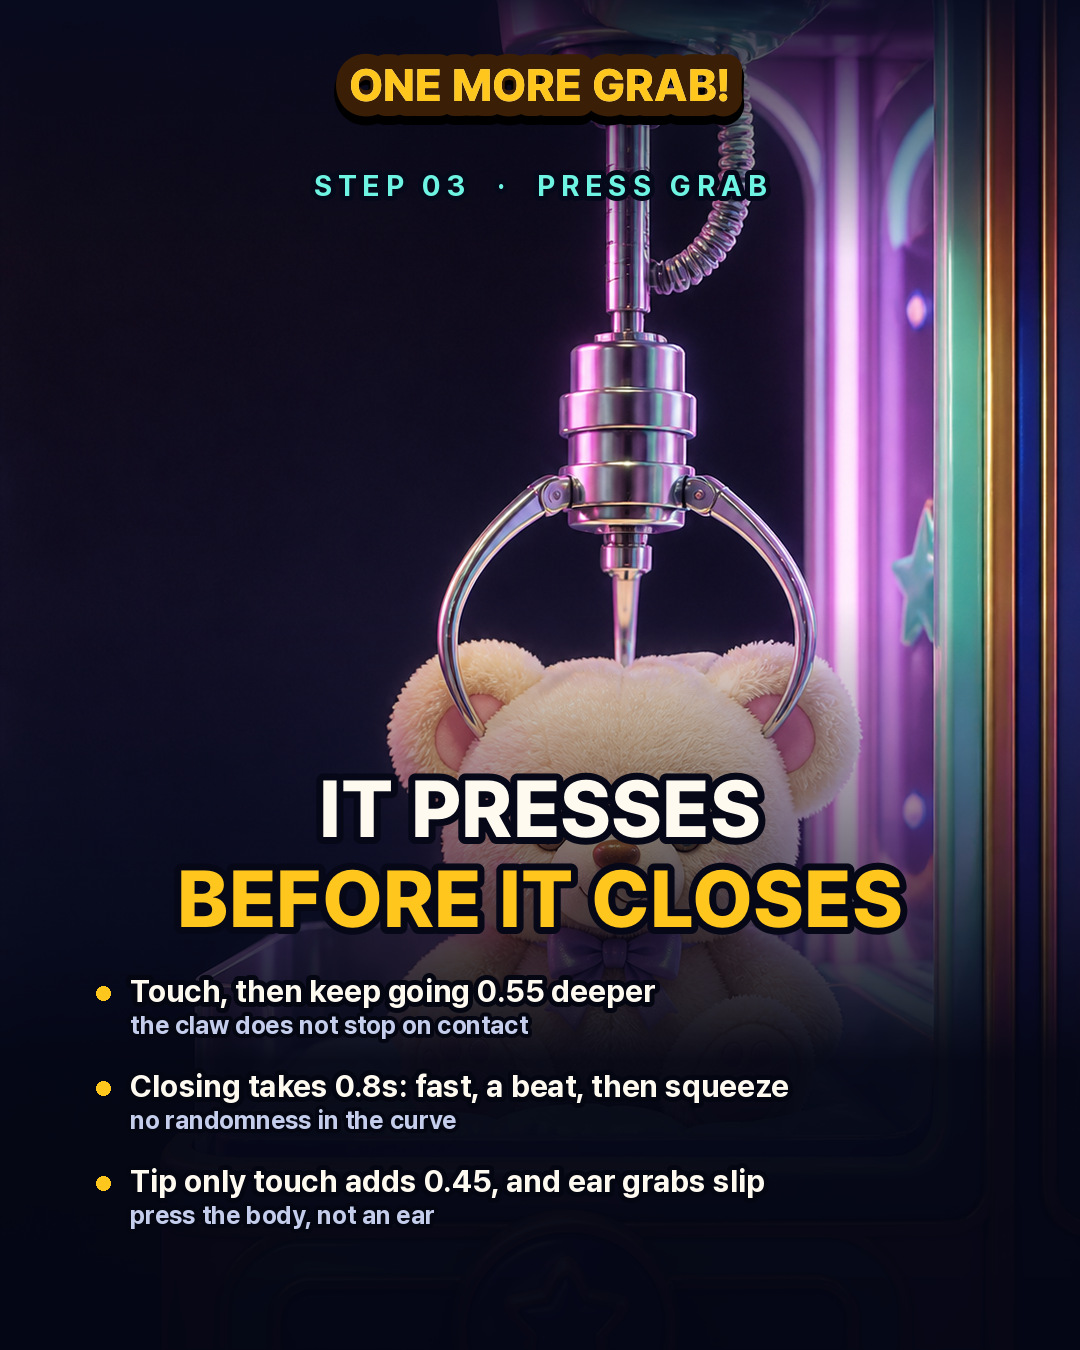 ONE MORE GRAB!
STEP 03 · PRESS GRAB
IT PRESSES
BEFORE IT CLOSES
Touch, then keep going 0.55 deeper
the claw does not stop on contact
Closing takes 0.8s: fast, a beat, then squeeze
no randomness in the curve
Tip only touch adds 0.45, and ear grabs slip
press the body, not an ear